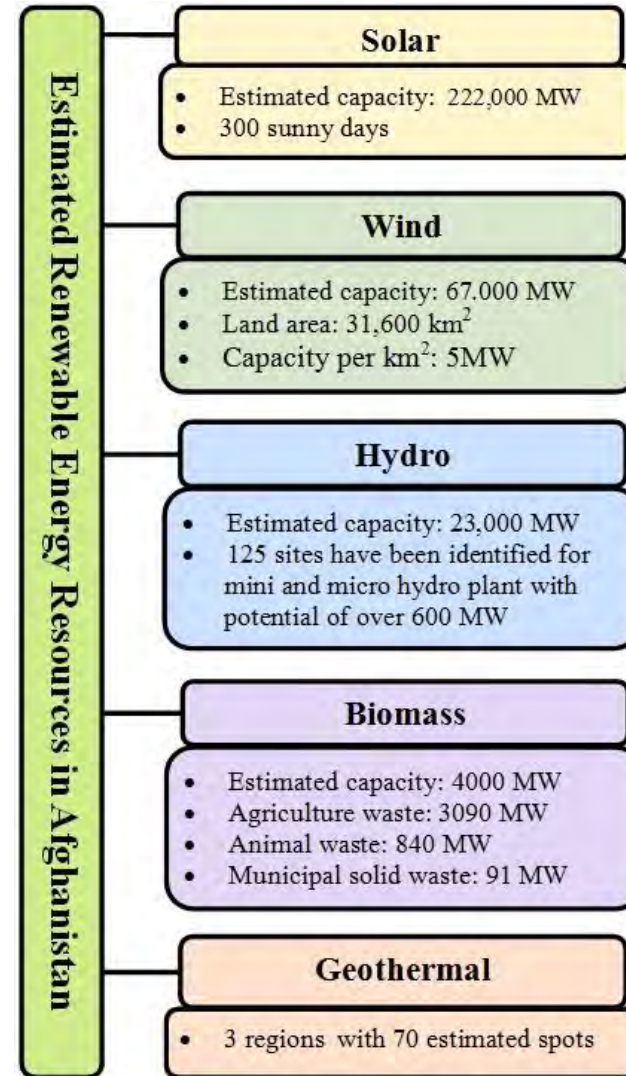 Estimated Renewable Energy Resources in Afghanistan
Solar
• Estimated capacity: 222,000 MW
• 300 sunny days
Wind
• Estimated capacity: 67.000 MW
• Land area: 31,600 km²
• Capacity per km²: 5MW
Hydro
• Estimated capacity: 23,000 MW
• 125 sites have been identified for
mini and micro hydro plant with
potential of over 600 MW
Biomass
• Estimated capacity: 4000 MW
• Agriculture waste: 3090 MW
• Animal waste: 840 MW
• Municipal solid waste: 91 MW
Geothermal
• 3 regions with 70 estimated spots